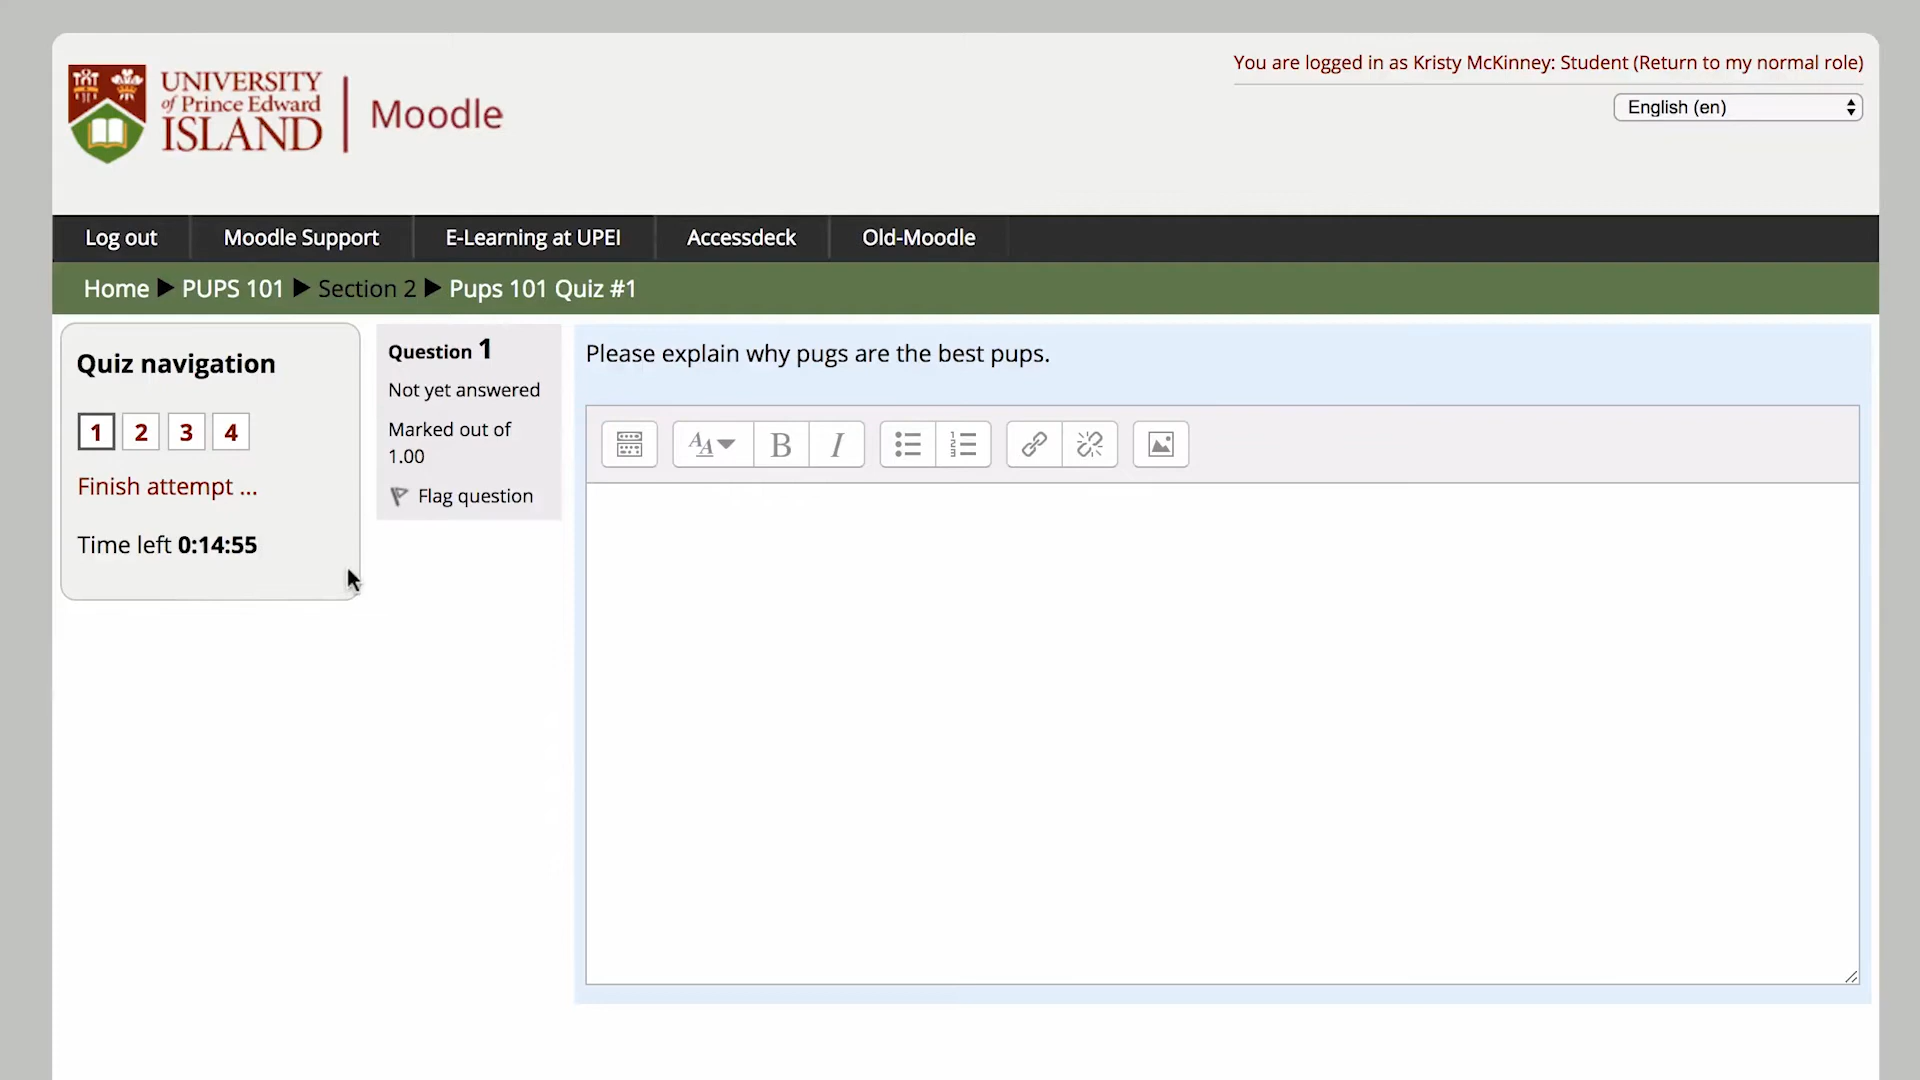 UNIVERSITY
of Prince Edward
ISLAND
Moodle
You are logged in as Kristy McKinney: Student (Return to my normal role)
English (en)
Log out
Moodle Support
E-Learning at UPEI
Accessdeck
Old-Moodle
Home ▶ PUPS 101 ▶ Section 2 ▶ Pups 101 Quiz #1
Quiz navigation
1 2 3 4
Finish attempt ...
Time left 0:14:55
Question 1
Not yet answered
Marked out of
1.00
Flag question
Please explain why pugs are the best pups.